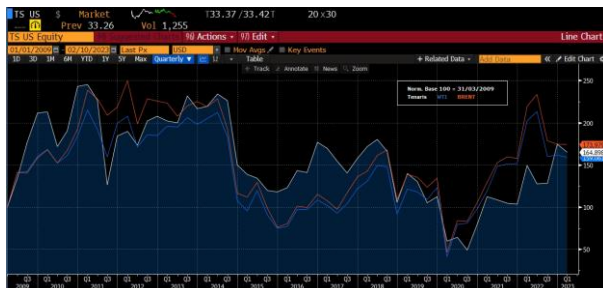 TS US $ Market T33.37/33.42T 20x30
Prev 33.26 Vol 1,255
TS US Equity 96) Actions 97) Edit Line Chart
01/01/2009 - 02/10/2023 Last Px USD Mov Avgs Key Events
1D 3D 1M 6M YTD 1Y 5Y Max Quarterly Table + Related Data Add Data Edit Chart
Track Annotate News Zoom
Norm. Base 100 = 31/03/2009
Tenaris WTI BRENT
250
200
164.898
150
100
50
Q3 Q1 Q3 Q1 Q3 Q1 Q3 Q1 Q3 Q1 Q3 Q1 Q3 Q1 Q3 Q1 Q3 Q1 Q3 Q1 Q3 Q1 Q3 Q1 Q3 Q1 Q3 Q1
2009 2010 2011 2012 2013 2014 2015 2016 2017 2018 2019 2020 2021 2022 2023